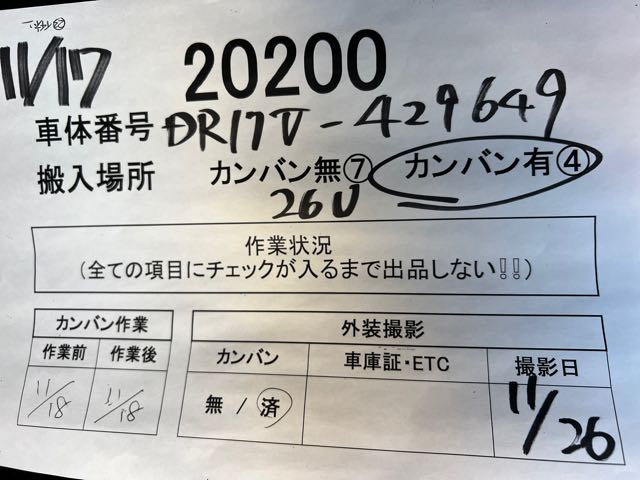 11/17 20200
車体番号 DR17V-429649
搬入場所 カンバン無⑦ カンバン有④
26U
作業状況
(全ての項目にチェックが入るまで出品しない!!)
カンバン作業 外装撮影
作業前 作業後 カンバン 車庫証・ETC 撮影日
11/18 11/18 無 / 済 11/26